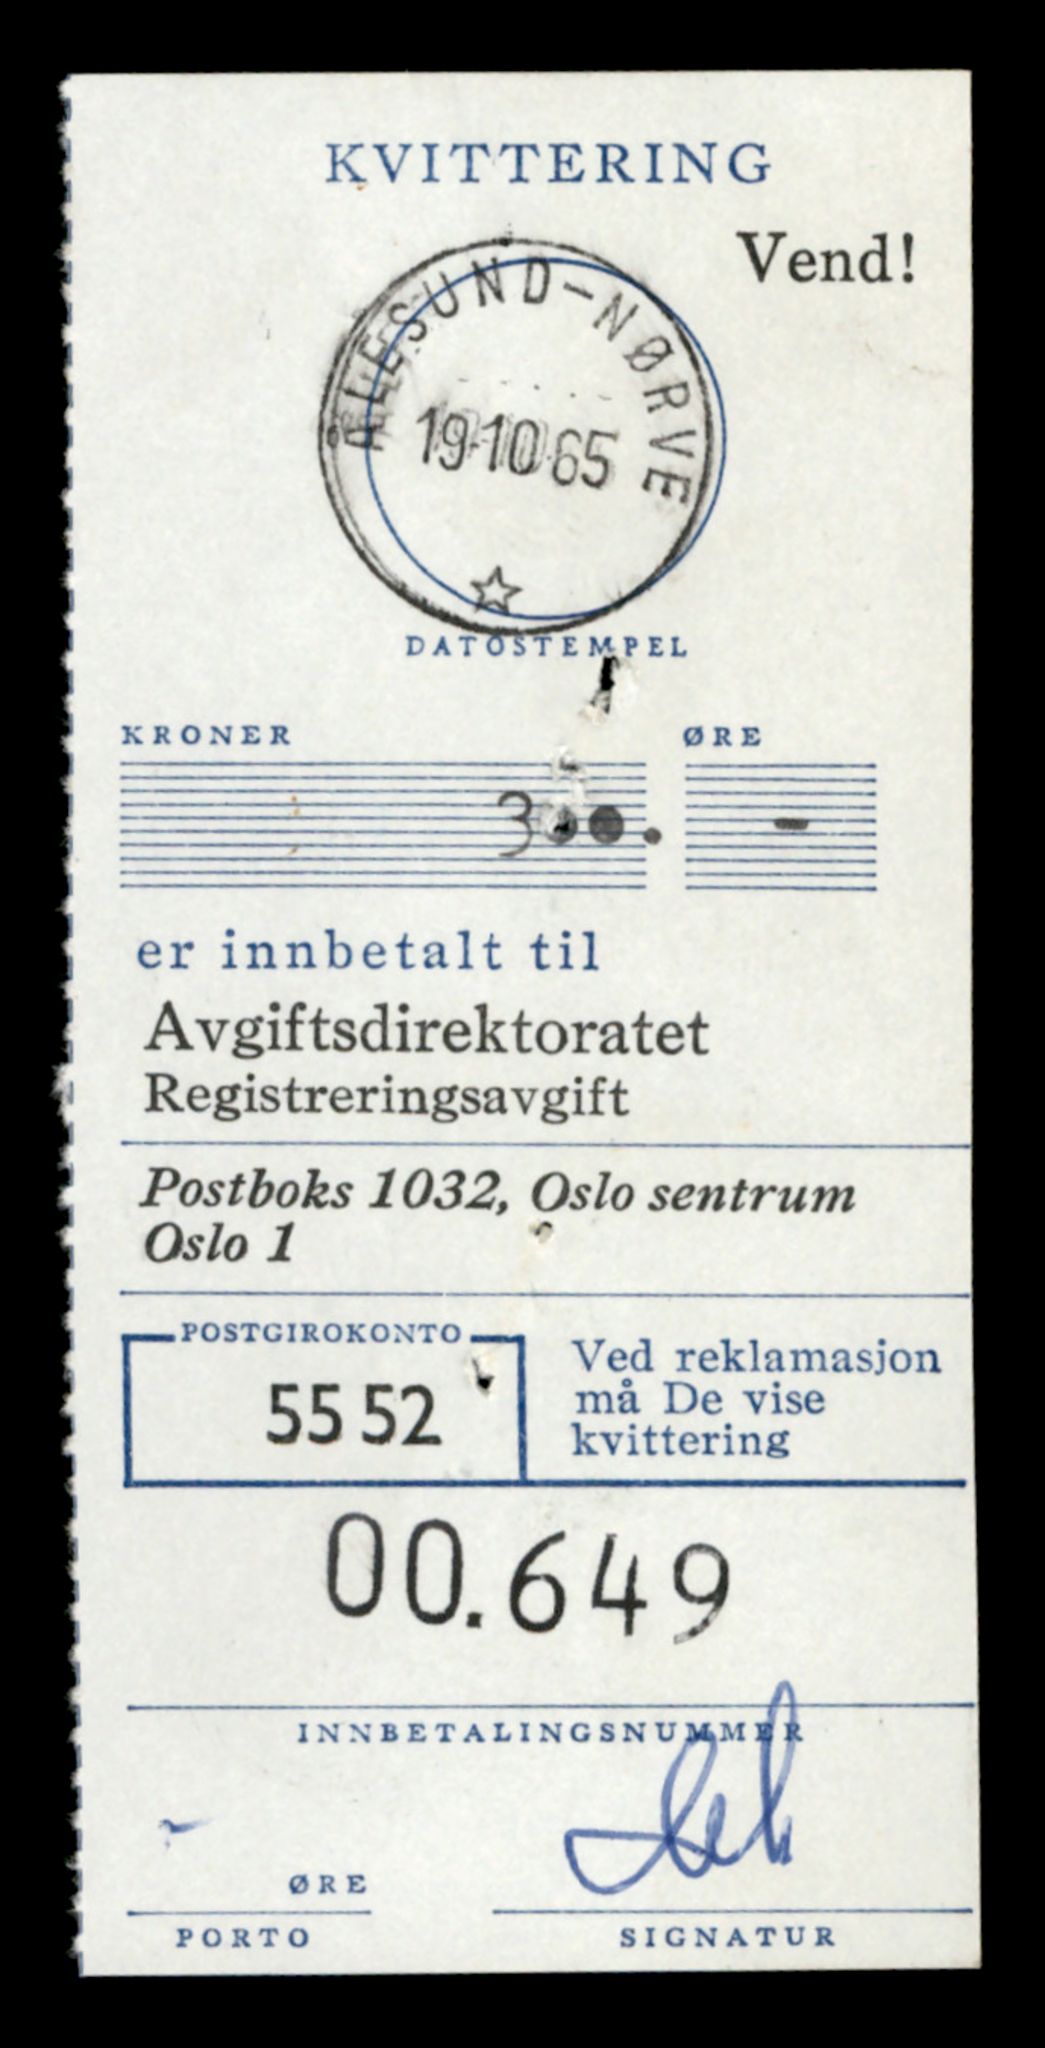 KVITTERING
Vend!
ÅLESUND-NØRVE
19-10 65
DATOSTEMPEL
KRONER
ØRE
300.
-
er innbetalt til
Avgiftsdirektoratet
Registreringsavgift
Postboks 1032, Oslo sentrum
Oslo 1
POSTGIROKONTO
55 52
Ved reklamasjon
må De vise
kvittering
00.649
INNBETALINGSNUMMER
ØRE
PORTO
SIGNATUR